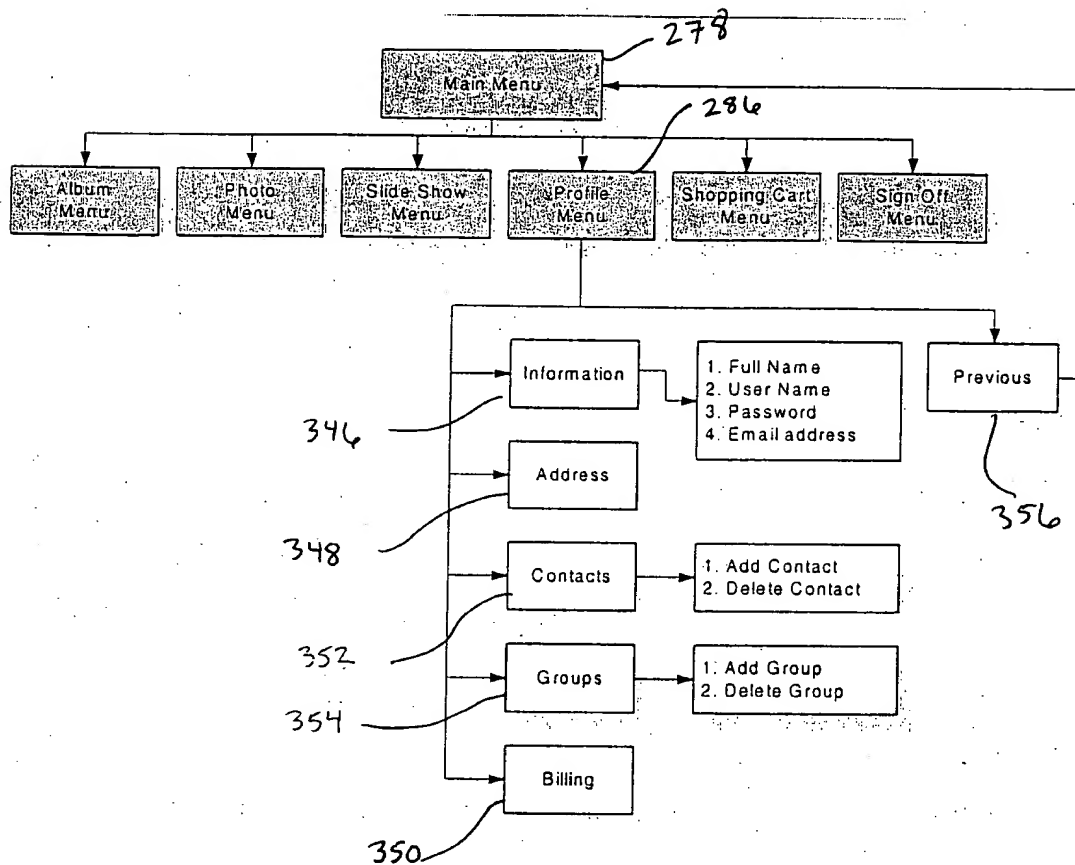 278
Main Menu
286
Album
Menu
Photo
Menu
Slide Show
Menu
Profile
Menu
Shopping Cart
Menu
Sign Off
Menu
Information
1. Full Name
2. User Name
3. Password
4. Email address
Previous
346
356
Address
348
Contacts
1. Add Contact
2. Delete Contact
352
Groups
1. Add Group
2. Delete Group
354
Billing
350